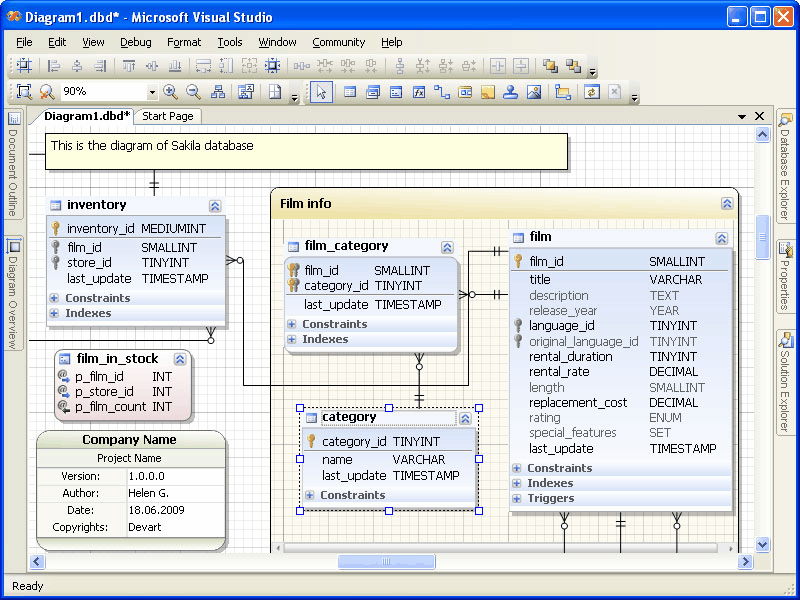 Diagram1.dbd* - Microsoft Visual Studio
File Edit View Debug Format Tools Window Community Help
90%
Diagram1.dbd* Start Page
Document Outline
Diagram Overview
This is the diagram of Sakila database
inventory
inventory_id MEDIUMINT
film_id SMALLINT
store_id TINYINT
last_update TIMESTAMP
Constraints
Indexes
film_in_stock
p_film_id INT
p_store_id INT
p_film_count INT
Company Name
Project Name
Version: 1.0.0.0
Author: Helen G.
Date: 18.06.2009
Copyrights: Devart
Film info
film_category
film_id SMALLINT
category_id TINYINT
last_update TIMESTAMP
Constraints
Indexes
category
category_id TINYINT
name VARCHAR
last_update TIMESTAMP
Constraints
film
film_id SMALLINT
title VARCHAR
description TEXT
release_year YEAR
language_id TINYINT
original_language_id TINYINT
rental_duration TINYINT
rental_rate DECIMAL
length SMALLINT
replacement_cost DECIMAL
rating ENUM
special_features SET
last_update TIMESTAMP
Constraints
Indexes
Triggers
Database Explorer
Properties
Solution Explorer
Ready